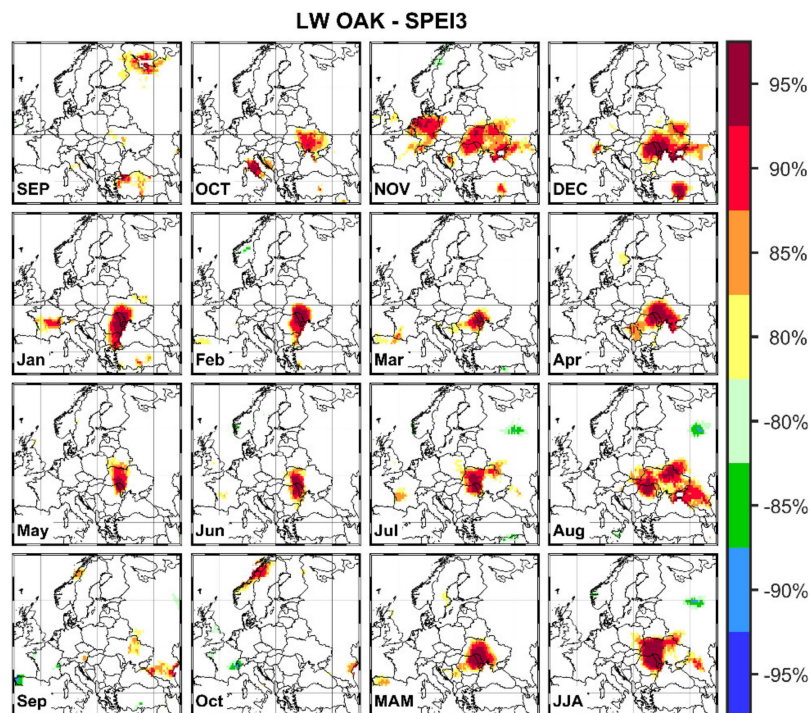 LW OAK - SPEI3
SEP
OCT
NOV
DEC
95%
90%
85%
80%
-80%
-85%
-90%
-95%
Jan
Feb
Mar
Apr
May
Jun
Jul
Aug
Sep
Oct
MAM
JJA